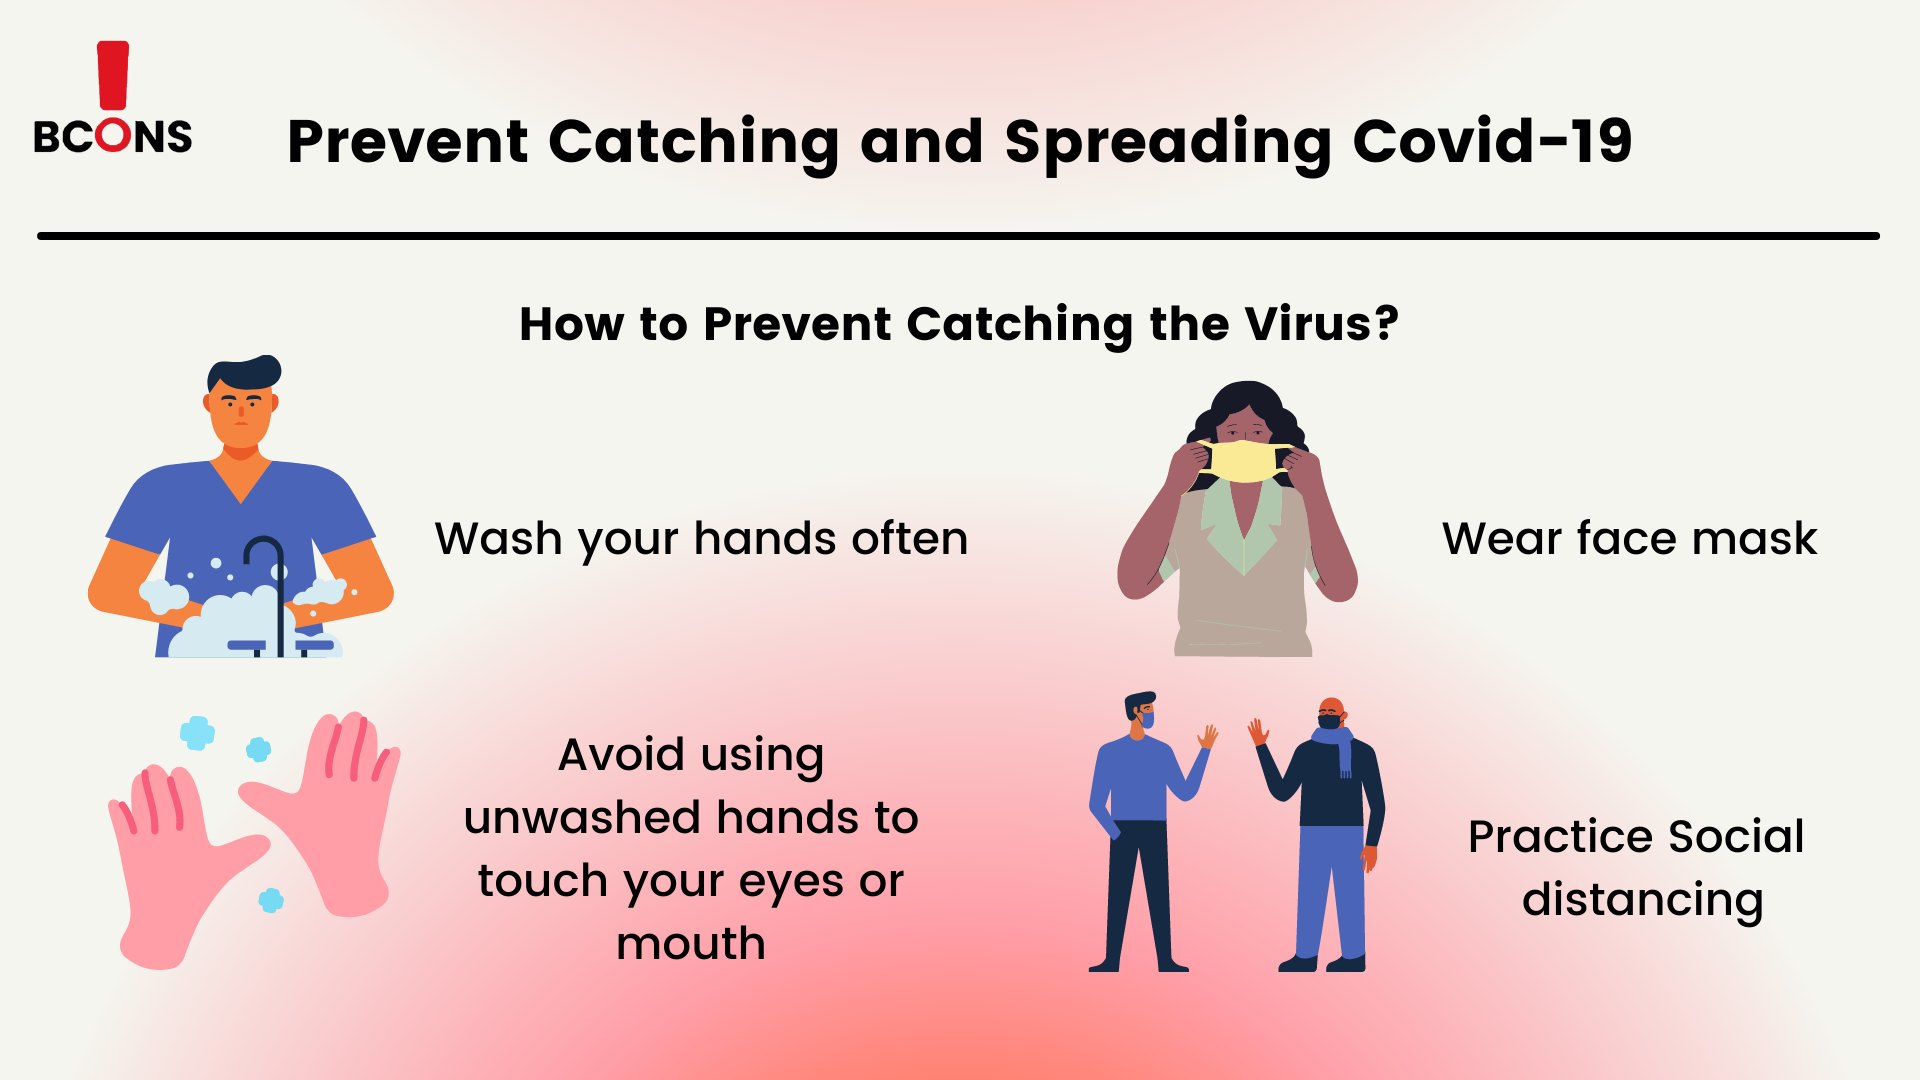 BCONS
Prevent Catching and Spreading Covid-19
How to Prevent Catching the Virus?
Wash your hands often
Wear face mask
Avoid using
unwashed hands to
touch your eyes or
mouth
Practice Social
distancing